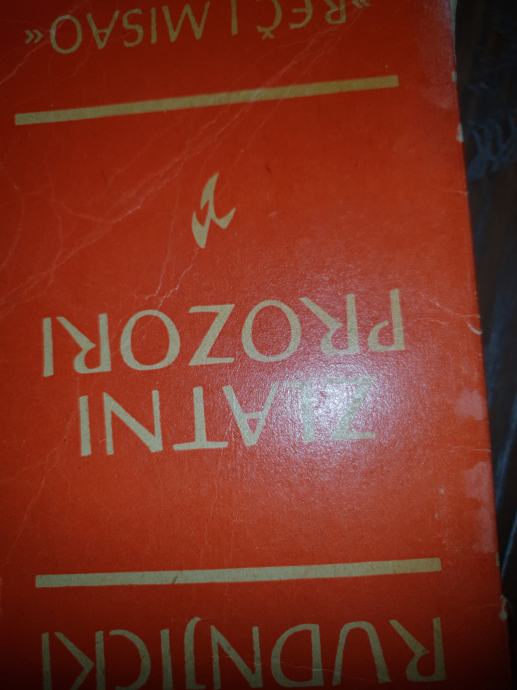 RUDNJICKI
ZLATNI
PROZORI
»REČ I MISAO«